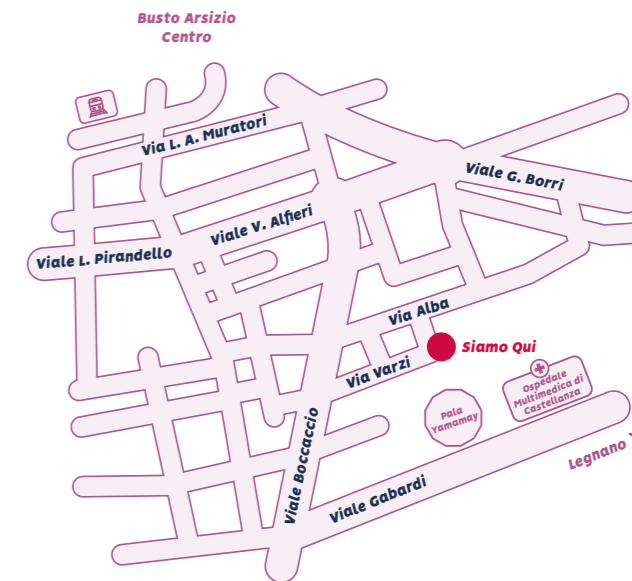 Busto Arsizio
Centro
Via L. A. Muratori
Viale G. Borri
Viale V. Alfieri
Viale L. Pirandello
Via Alba
Siamo Qui
Via Varzi
Ospedale
Multimedica di
Castellanza
Pala
Yamamay
Viale Boccaccio
Viale Gabardi
Legnano